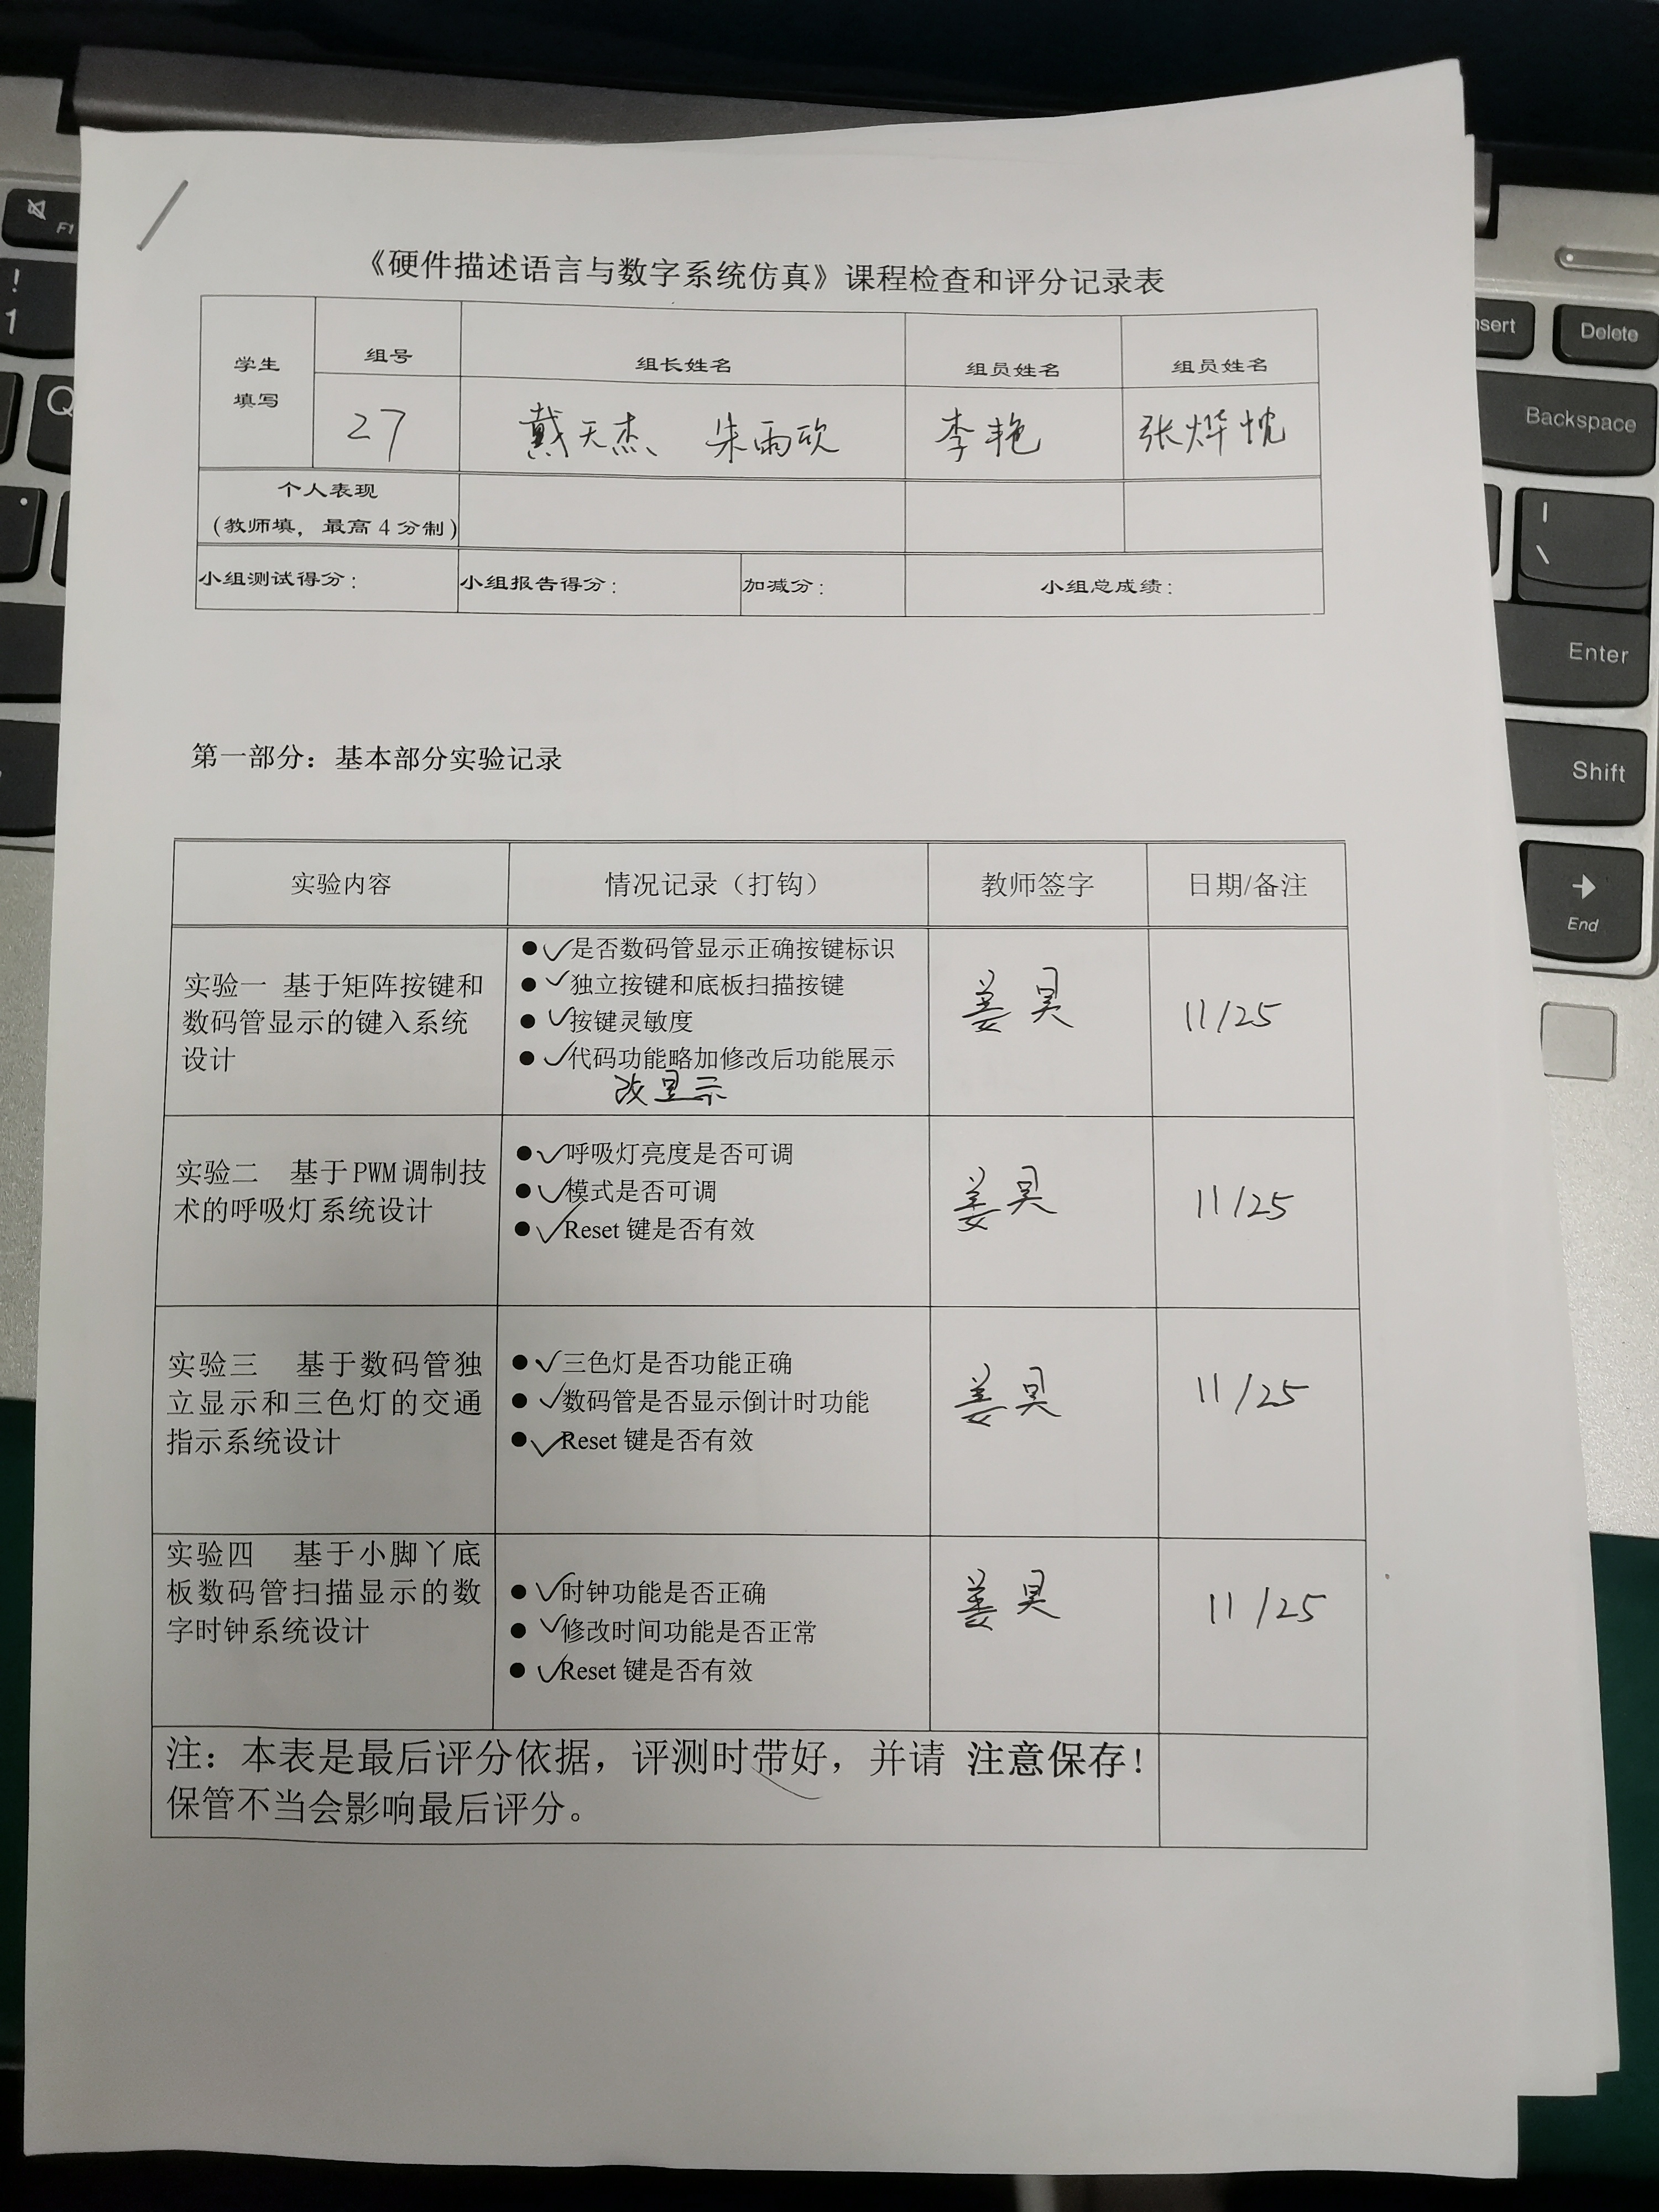 《硬件描述语言与数字系统仿真》课程检查和评分记录表
学生
填写
组号
组长姓名
组员姓名
组员姓名
27
戴天杰、 朱雨欣
李艳
张烨忱
个人表现
（教师填，最高4分制）
小组测试得分：
小组报告得分：
加减分：
小组总成绩：
第一部分：基本部分实验记录
实验内容
情况记录（打钩）
教师签字
日期/备注
实验一 基于矩阵按键和
数码管显示的键入系统
设计
● ✓是否数码管显示正确按键标识
● ✓独立按键和底板扫描按键
● ✓按键灵敏度
● ✓代码功能略加修改后功能展示
改显示
姜昊
11/25
实验二 基于PWM调制技
术的呼吸灯系统设计
● ✓呼吸灯亮度是否可调
● ✓模式是否可调
● ✓Reset 键是否有效
姜昊
11/25
实验三 基于数码管独
立显示和三色灯的交通
指示系统设计
● ✓三色灯是否功能正确
● ✓数码管是否显示倒计时功能
● ✓Reset 键是否有效
姜昊
11/25
实验四 基于小脚丫底
板数码管扫描显示的数
字时钟系统设计
● ✓时钟功能是否正确
● ✓修改时间功能是否正常
● ✓Reset 键是否有效
姜昊
11/25
注：本表是最后评分依据，评测时带好，并请 注意保存！
保管不当会影响最后评分。
F1
!
1
Q
Delete
Backspace
|
\
Enter
Shift
End